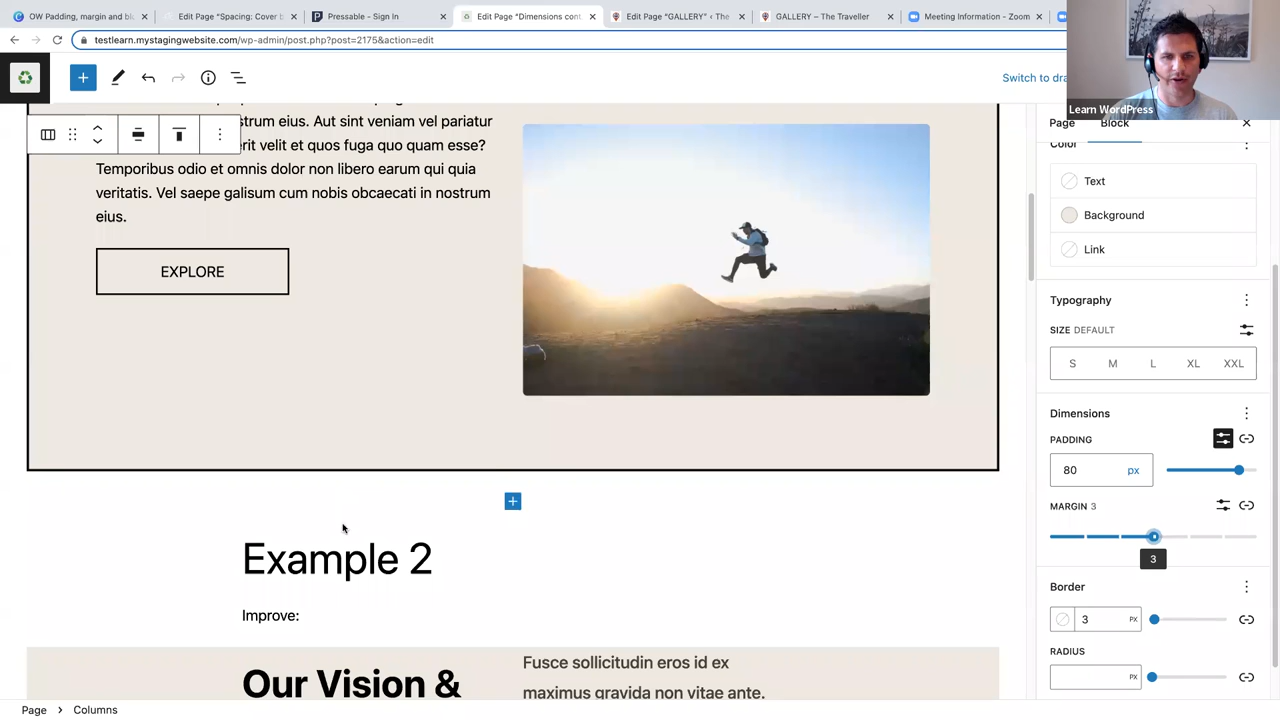 OW Padding, margin and bl
Edit Page "Spacing: Cover b
Pressable - Sign In
Edit Page "Dimensions cont
Edit Page "GALLERY" ‹ The
GALLERY – The Traveller
Meeting Information - Zoom
testlearn.mystagingwebsite.com/wp-admin/post.php?post=2175&action=edit
Switch to dra
Learn WordPress
Page
Block
strum eius. Aut sint veniam vel pariatur
erit velit et quos fuga quo quam esse?
Temporibus odio et omnis dolor non libero earum qui quia
veritatis. Vel saepe galisum cum nobis obcaecati in nostrum
eius.
EXPLORE
Color
Text
Background
Link
Typography
SIZE DEFAULT
S M L XL XXL
Dimensions
PADDING
80 px
MARGIN 3
3
Border
3 PX
RADIUS
PX
Example 2
Improve:
Our Vision &
Fusce sollicitudin eros id ex
maximus gravida non vitae ante.
Page > Columns